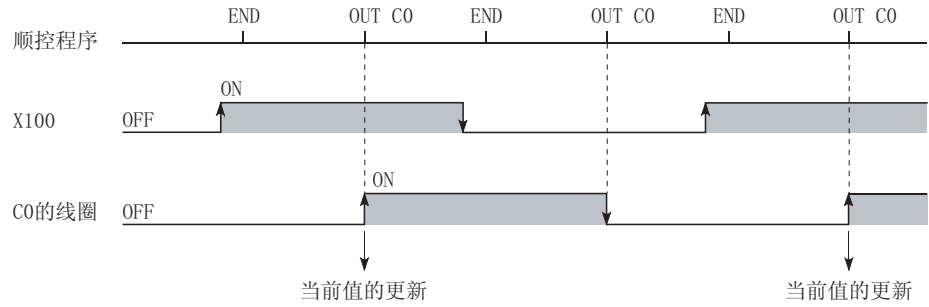 END OUT C0 END OUT C0 END OUT C0
顺控程序
ON
X100 OFF
ON
C0的线圈 OFF
当前值的更新 当前值的更新